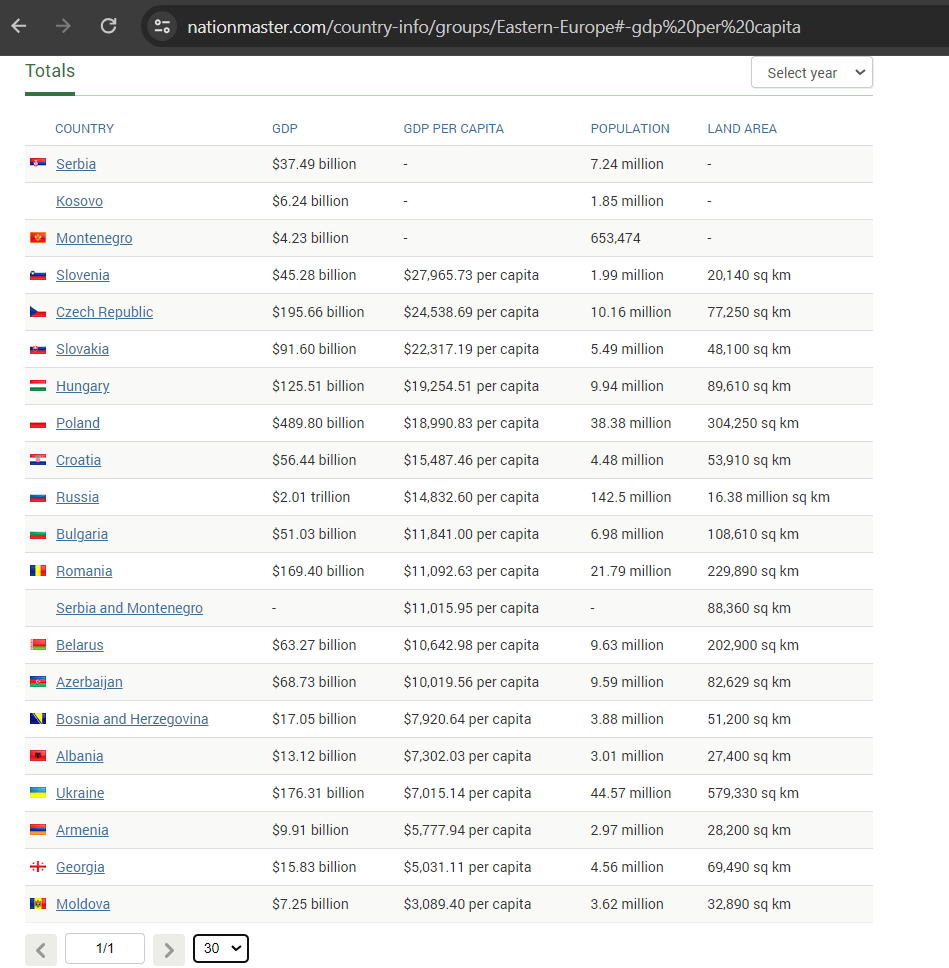 nationmaster.com/country-info/groups/Eastern-Europe#-gdp%20per%20capita
Totals
Select year
COUNTRY GDP GDP PER CAPITA POPULATION LAND AREA
Serbia $37.49 billion - 7.24 million -
Kosovo $6.24 billion - 1.85 million -
Montenegro $4.23 billion - 653,474 -
Slovenia $45.28 billion $27,965.73 per capita 1.99 million 20,140 sq km
Czech Republic $195.66 billion $24,538.69 per capita 10.16 million 77,250 sq km
Slovakia $91.60 billion $22,317.19 per capita 5.49 million 48,100 sq km
Hungary $125.51 billion $19,254.51 per capita 9.94 million 89,610 sq km
Poland $489.80 billion $18,990.83 per capita 38.38 million 304,250 sq km
Croatia $56.44 billion $15,487.46 per capita 4.48 million 53,910 sq km
Russia $2.01 trillion $14,832.60 per capita 142.5 million 16.38 million sq km
Bulgaria $51.03 billion $11,841.00 per capita 6.98 million 108,610 sq km
Romania $169.40 billion $11,092.63 per capita 21.79 million 229,890 sq km
Serbia and Montenegro - $11,015.95 per capita - 88,360 sq km
Belarus $63.27 billion $10,642.98 per capita 9.63 million 202,900 sq km
Azerbaijan $68.73 billion $10,019.56 per capita 9.59 million 82,629 sq km
Bosnia and Herzegovina $17.05 billion $7,920.64 per capita 3.88 million 51,200 sq km
Albania $13.12 billion $7,302.03 per capita 3.01 million 27,400 sq km
Ukraine $176.31 billion $7,015.14 per capita 44.57 million 579,330 sq km
Armenia $9.91 billion $5,777.94 per capita 2.97 million 28,200 sq km
Georgia $15.83 billion $5,031.11 per capita 4.56 million 69,490 sq km
Moldova $7.25 billion $3,089.40 per capita 3.62 million 32,890 sq km
1/1 30